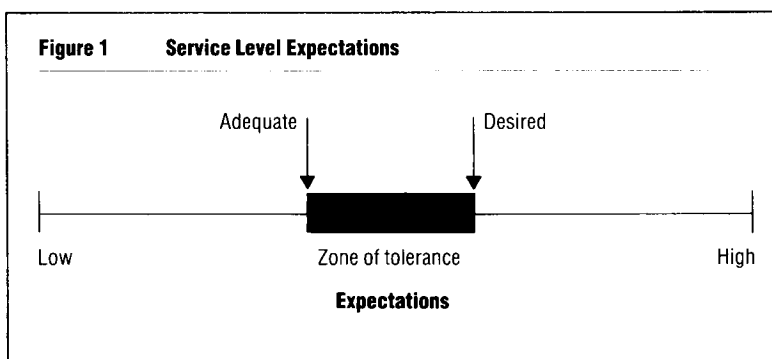 Figure 1 Service Level Expectations
Adequate Desired
Low Zone of tolerance High
Expectations